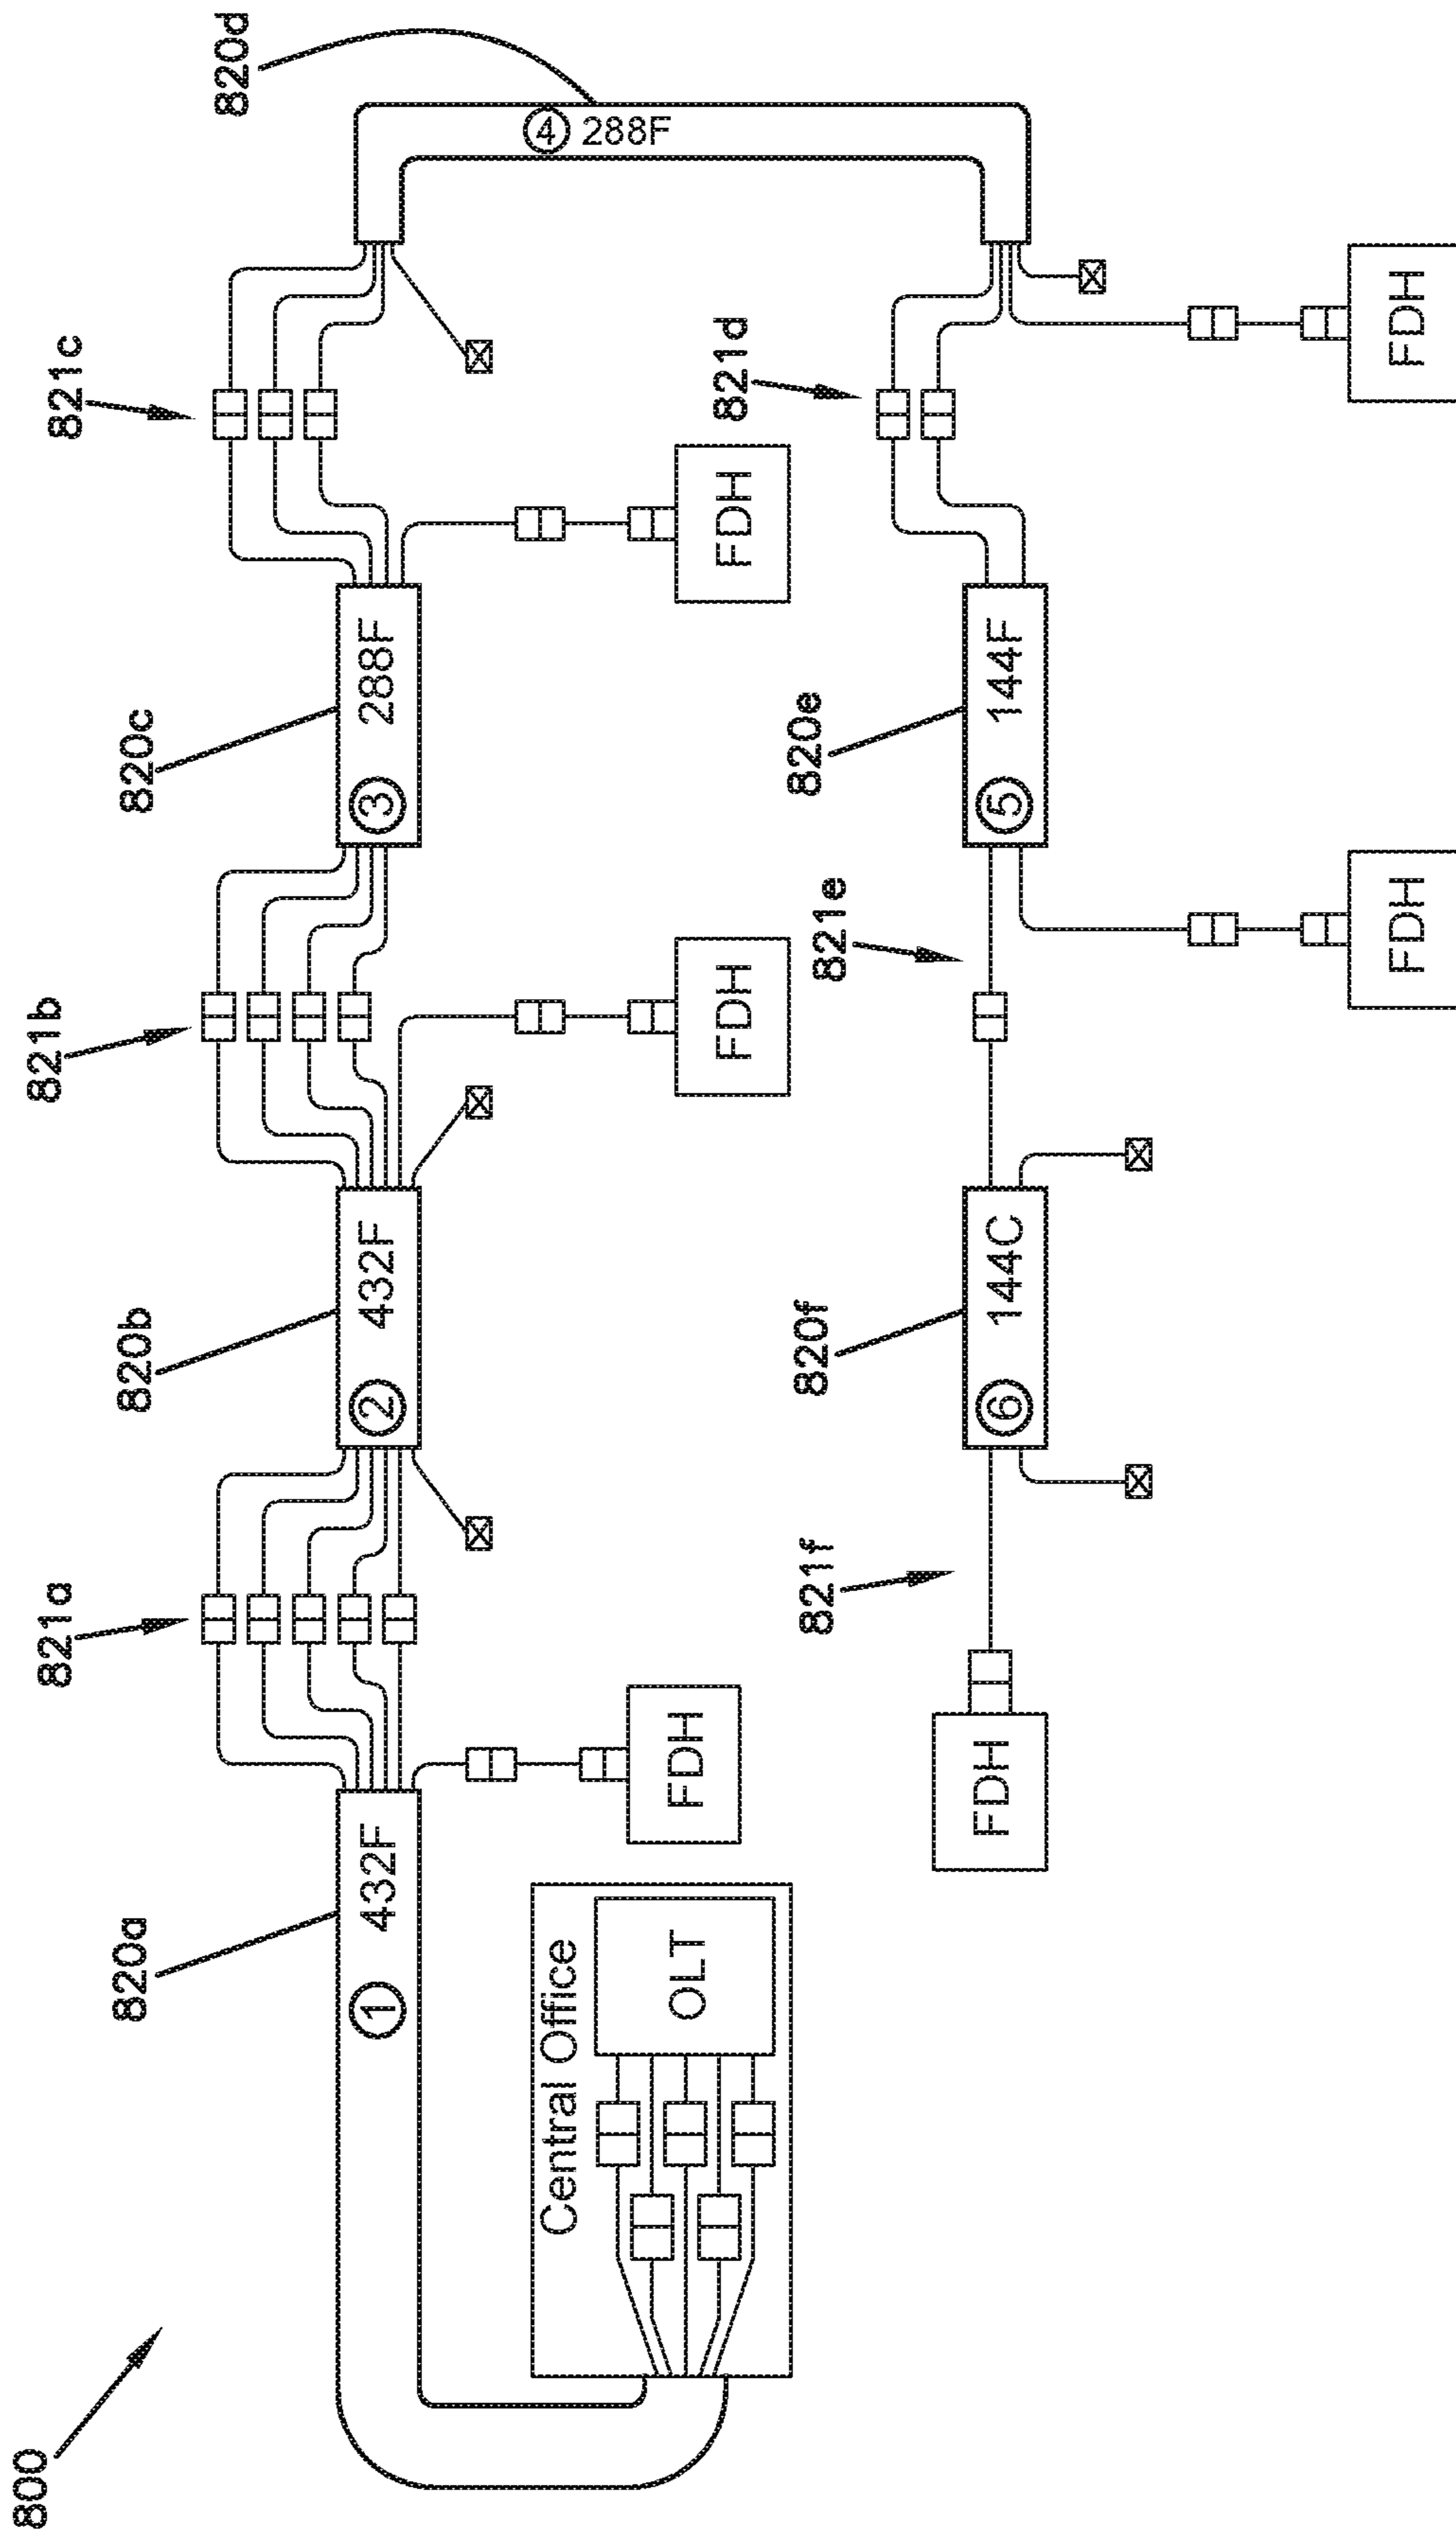 800
820a
821a
820b
821b
820c
821c
820d
① 432F
② 432F
③ 288F
④ 288F
Central Office
OLT
FDH
FDH
FDH
821f
820f
821e
820e
821d
FDH
⑥ 144C
⑤ 144F
FDH
FDH